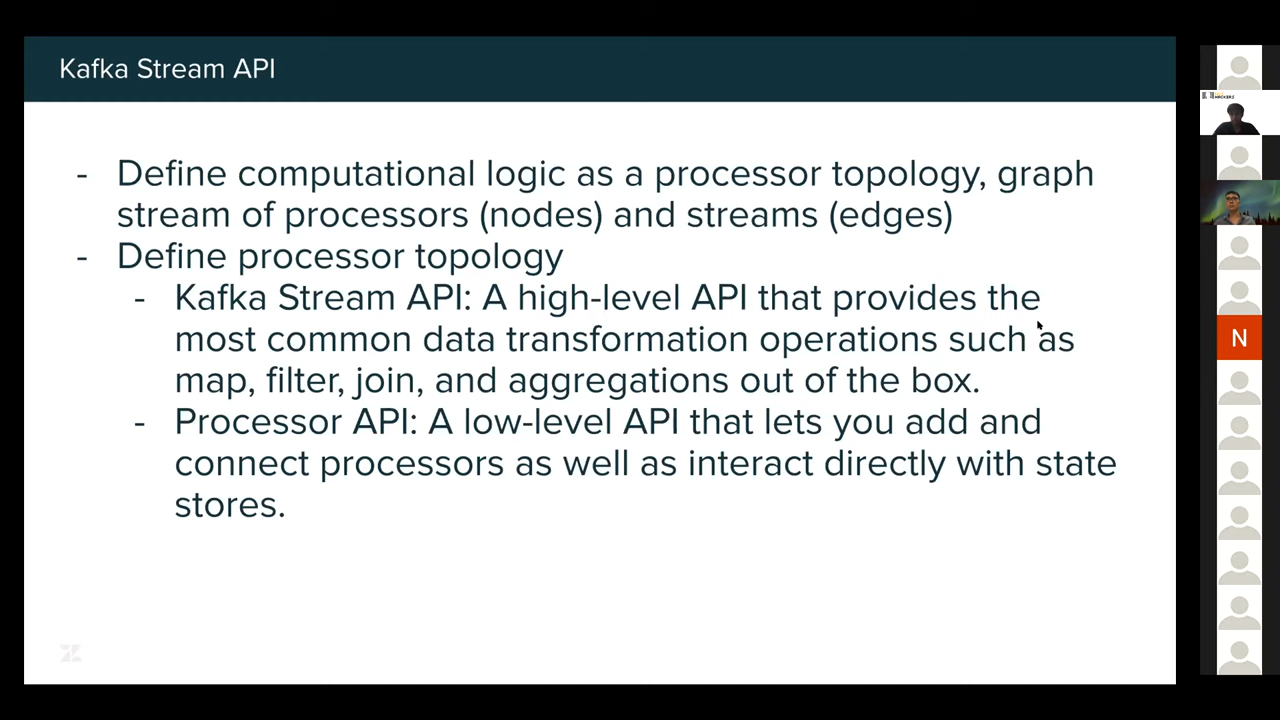 Kafka Stream API
- Define computational logic as a processor topology, graph
stream of processors (nodes) and streams (edges)
- Define processor topology
- Kafka Stream API: A high-level API that provides the
most common data transformation operations such as
map, filter, join, and aggregations out of the box.
- Processor API: A low-level API that lets you add and
connect processors as well as interact directly with state
stores.
N